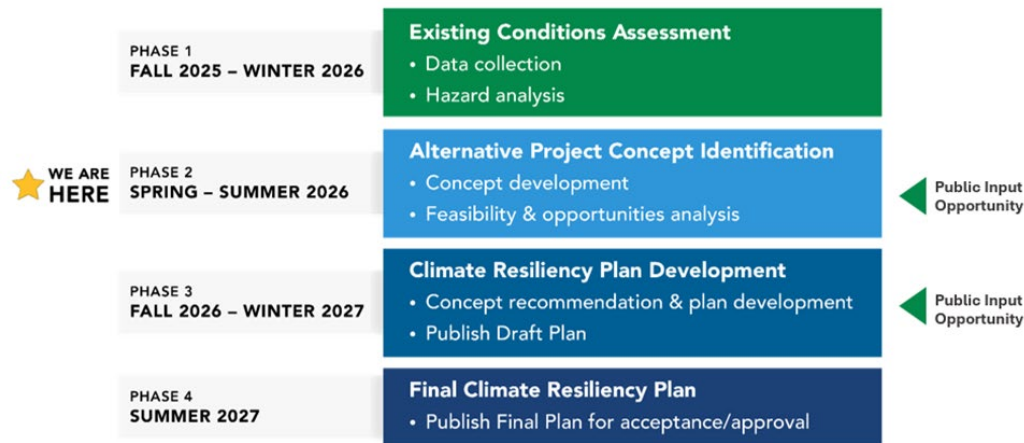 PHASE 1
FALL 2025 – WINTER 2026
Existing Conditions Assessment
• Data collection
• Hazard analysis
WE ARE
HERE
PHASE 2
SPRING – SUMMER 2026
Alternative Project Concept Identification
• Concept development
• Feasibility & opportunities analysis
Public Input
Opportunity
PHASE 3
FALL 2026 – WINTER 2027
Climate Resiliency Plan Development
• Concept recommendation & plan development
• Publish Draft Plan
Public Input
Opportunity
PHASE 4
SUMMER 2027
Final Climate Resiliency Plan
• Publish Final Plan for acceptance/approval